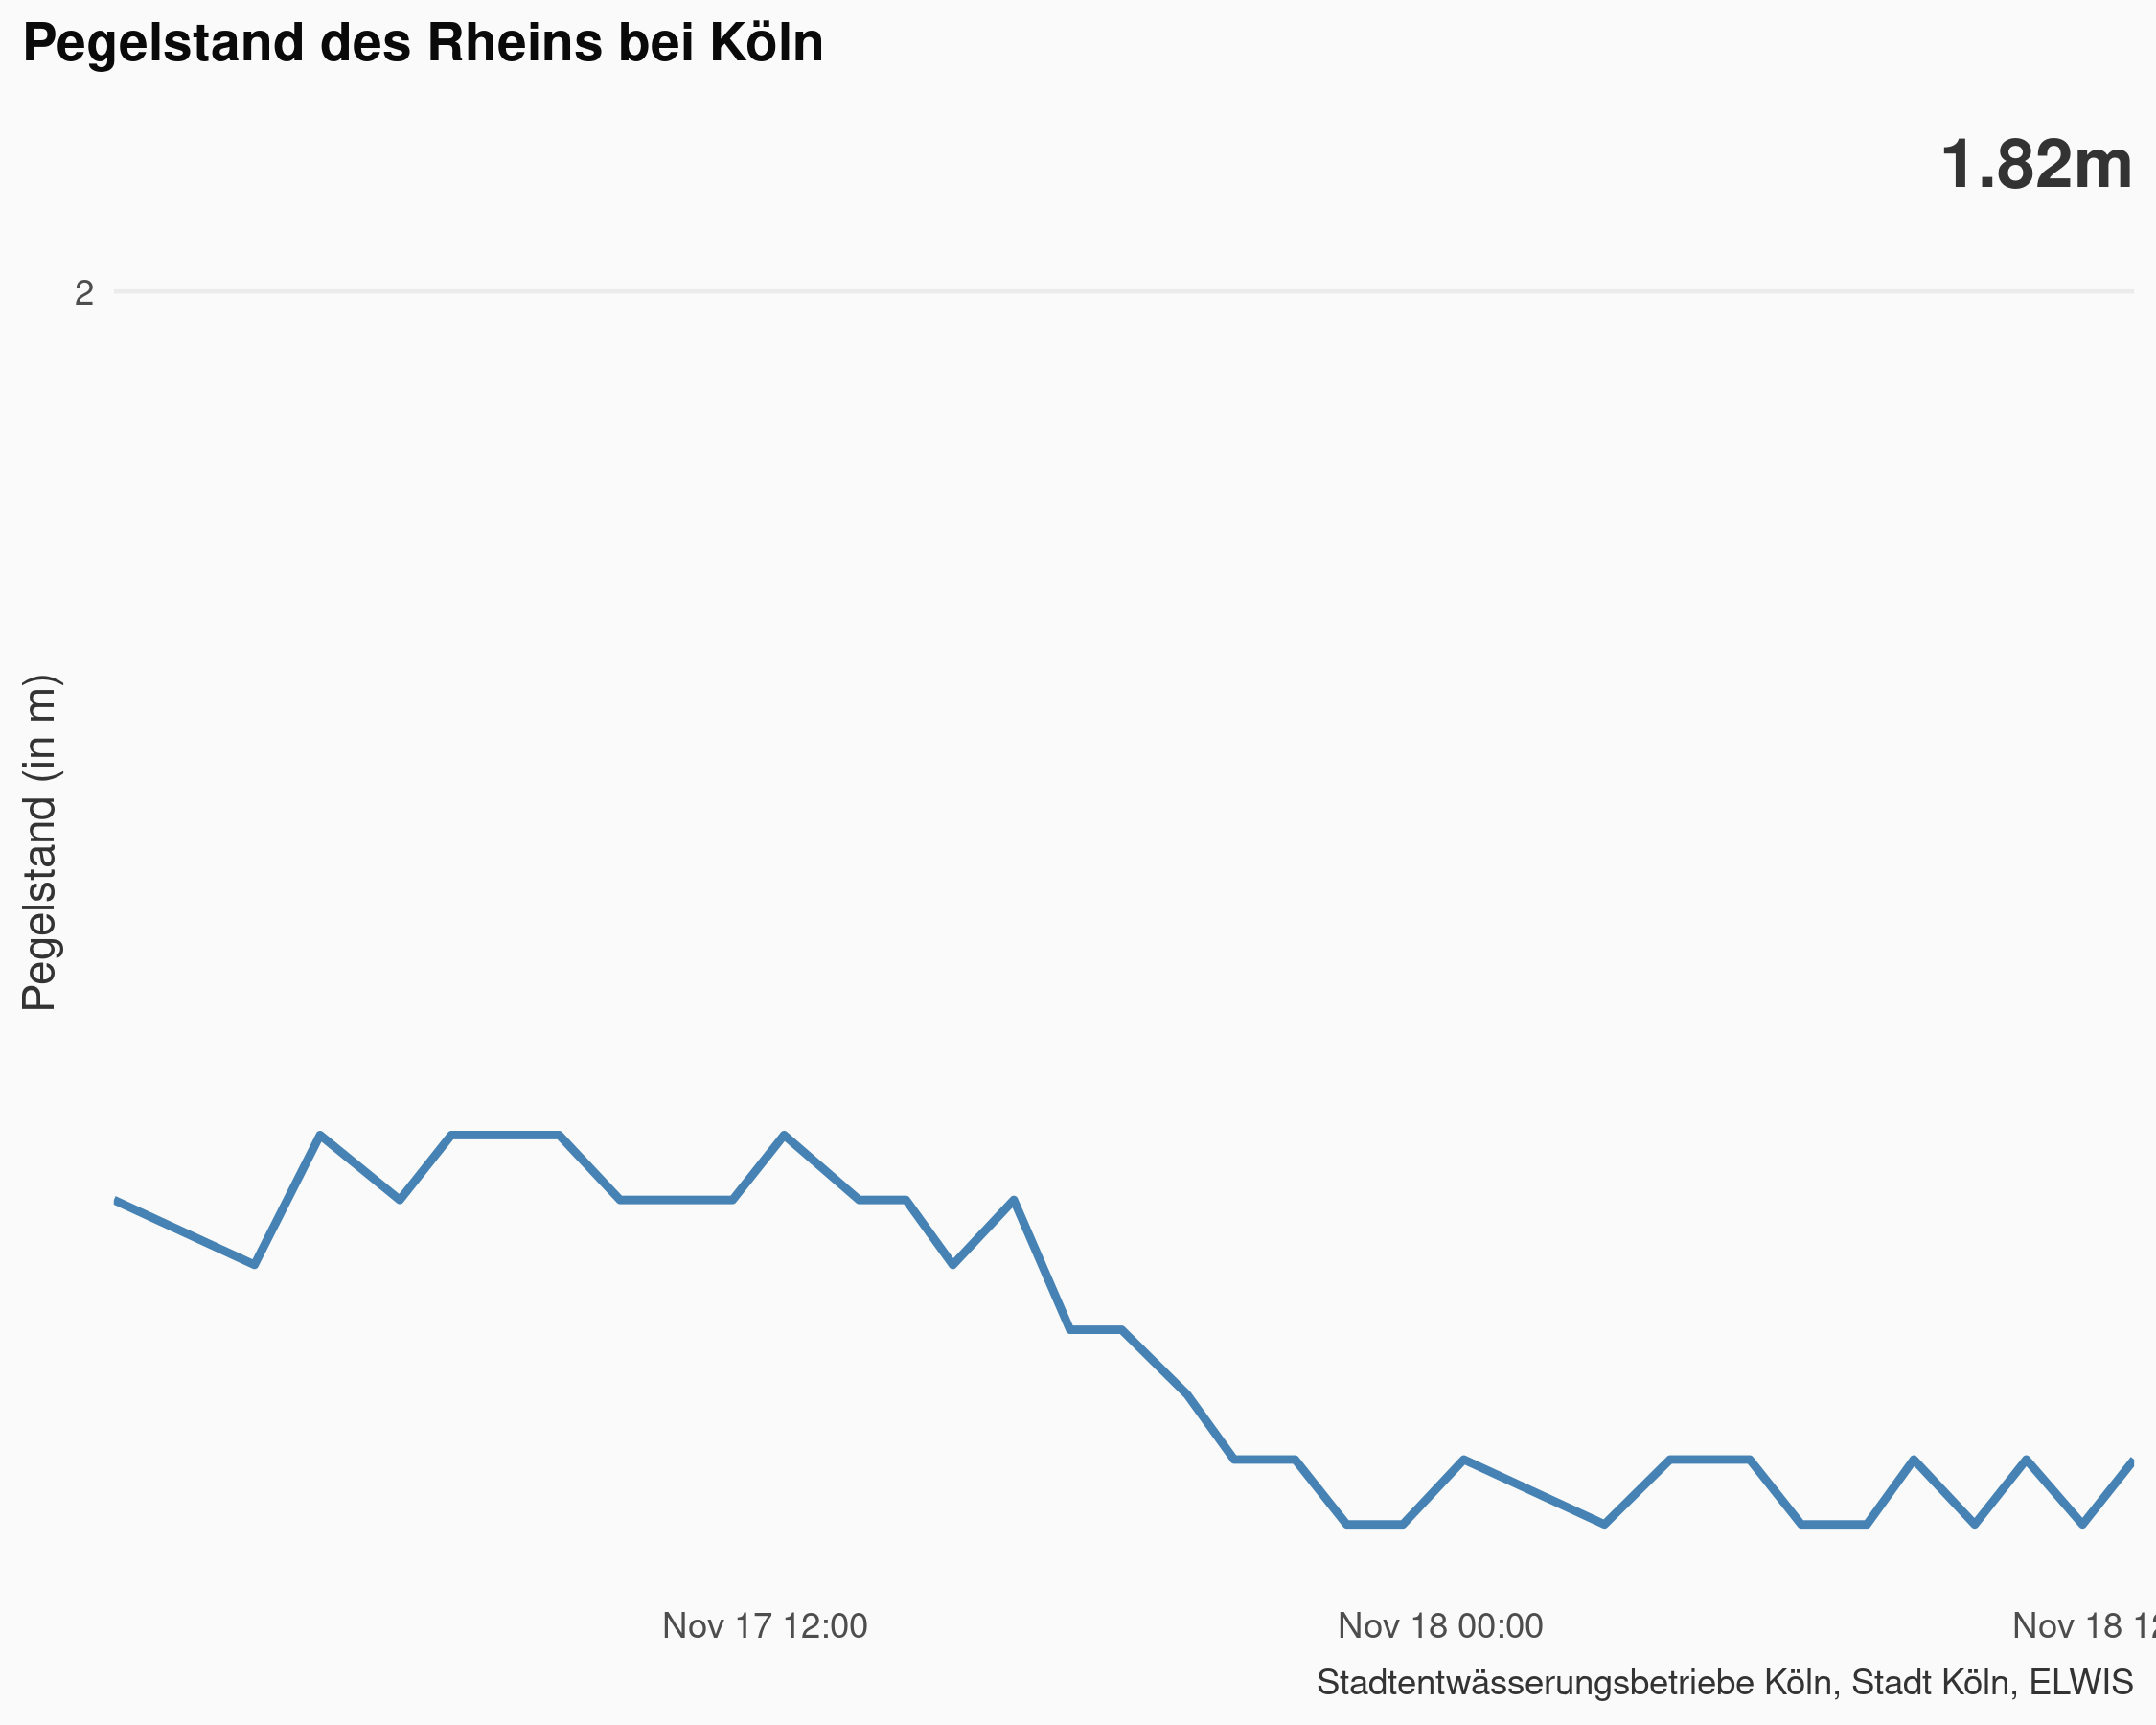 Pegelstand des Rheins bei Köln
1.82m
2
Pegelstand (in m)
Nov 17 12:00
Nov 18 00:00
Nov 18 12
Stadtentwässerungsbetriebe Köln, Stadt Köln, ELWIS